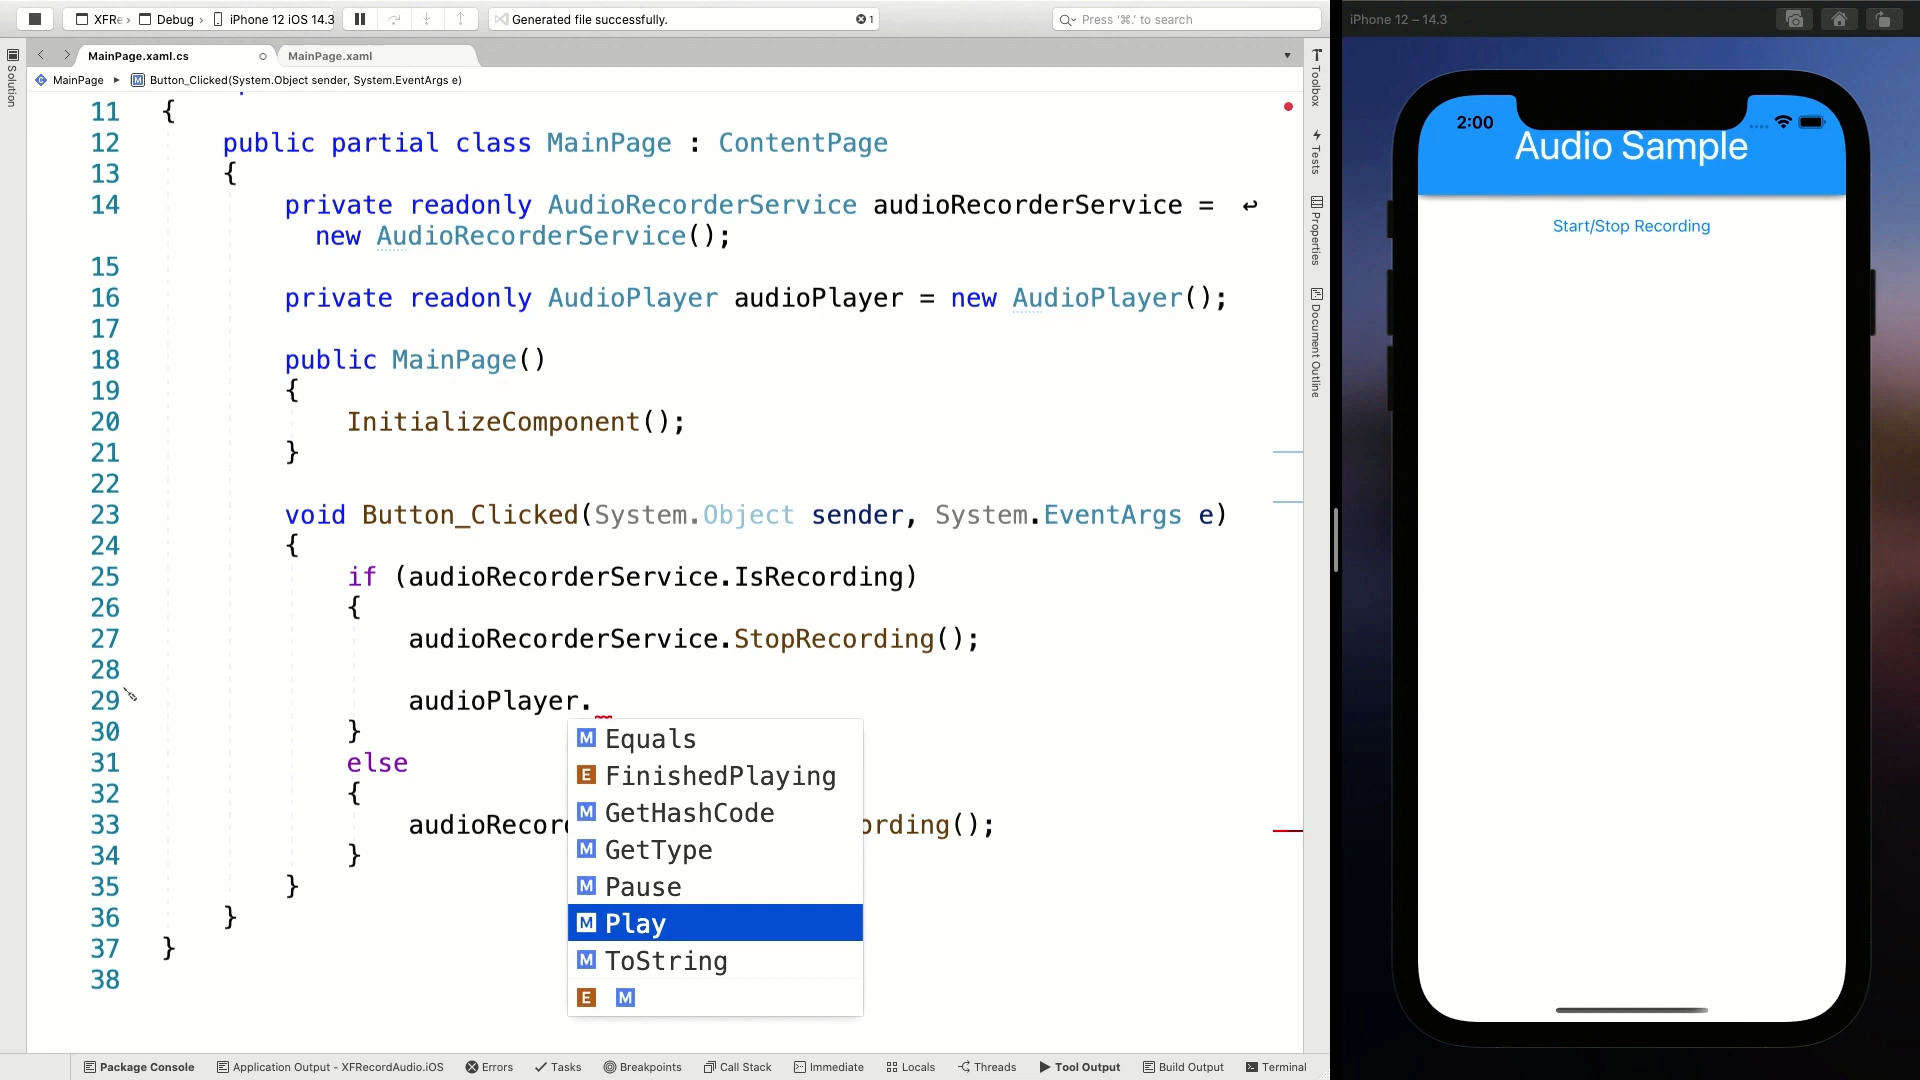 XFRe › Debug › iPhone 12 iOS 14.3
Generated file successfully.
1
Press ‘⌘.’ to search
iPhone 12 – 14.3
MainPage.xaml.cs
MainPage.xaml
MainPage ▸ M Button_Clicked(System.Object sender, System.EventArgs e)
Solution
Toolbox
Tests
Properties
Document Outline
11 {
12 public partial class MainPage : ContentPage
13 {
14 private readonly AudioRecorderService audioRecorderService = ↩
new AudioRecorderService();
15
16 private readonly AudioPlayer audioPlayer = new AudioPlayer();
17
18 public MainPage()
19 {
20 InitializeComponent();
21 }
22
23 void Button_Clicked(System.Object sender, System.EventArgs e)
24 {
25 if (audioRecorderService.IsRecording)
26 {
27 audioRecorderService.StopRecording();
28
29 audioPlayer.
30 }
31 else
32 {
33 audioRecor ording();
34 }
35 }
36 }
37 }
38
M Equals
E FinishedPlaying
M GetHashCode
M GetType
M Pause
M Play
M ToString
E M
2:00
Audio Sample
Start/Stop Recording
Package Console
Application Output - XFRecordAudio.iOS
Errors
Tasks
Breakpoints
Call Stack
Immediate
Locals
Threads
Tool Output
Build Output
Terminal